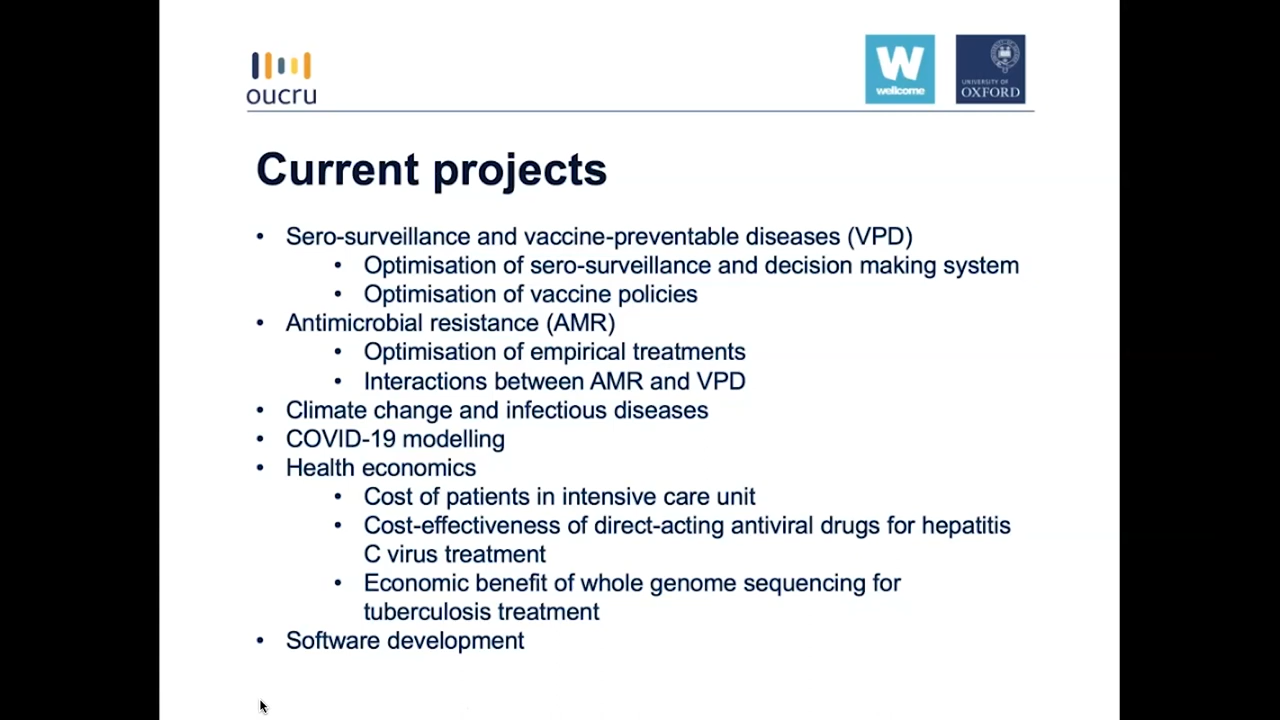 oucru
W
wellcome
UNIVERSITY OF
OXFORD
Current projects
• Sero-surveillance and vaccine-preventable diseases (VPD)
• Optimisation of sero-surveillance and decision making system
• Optimisation of vaccine policies
• Antimicrobial resistance (AMR)
• Optimisation of empirical treatments
• Interactions between AMR and VPD
• Climate change and infectious diseases
• COVID-19 modelling
• Health economics
• Cost of patients in intensive care unit
• Cost-effectiveness of direct-acting antiviral drugs for hepatitis
C virus treatment
• Economic benefit of whole genome sequencing for
tuberculosis treatment
• Software development